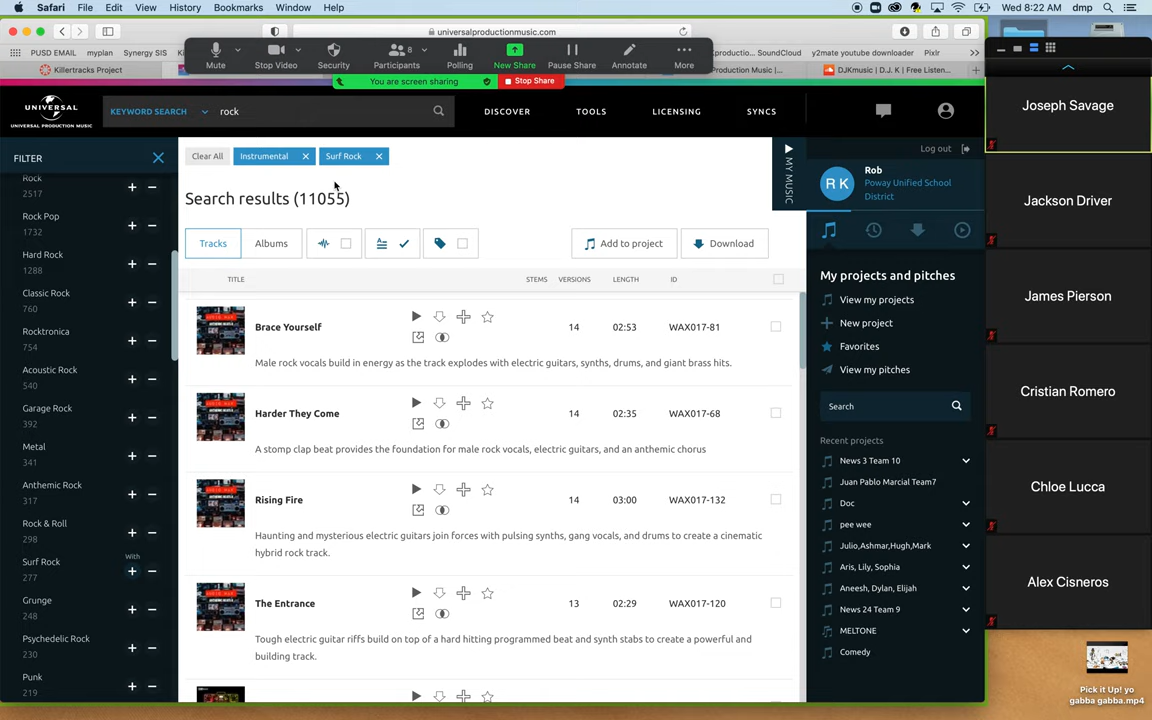 Safari File Edit View History Bookmarks Window Help
Wed 8:22 AM dmp
universalproductionmusic.com
PUSD EMAIL myplan Synergy SIS
SoundCloud y2mate youtube downloader Pixlr
Mute Stop Video Security Participants 8 Polling New Share Pause Share Annotate More
Killertracks Project
Production Music |...
DJKmusic | D.J. K | Free Listen...
You are screen sharing Stop Share
UNIVERSAL
UNIVERSAL PRODUCTION MUSIC
KEYWORD SEARCH rock
DISCOVER TOOLS LICENSING SYNCS
FILTER
Rock
2517
Rock Pop
1732
Hard Rock
1288
Classic Rock
760
Rocktronica
754
Acoustic Rock
540
Garage Rock
392
Metal
341
Anthemic Rock
317
Rock & Roll
298
With
Surf Rock
277
Grunge
248
Psychedelic Rock
230
Punk
219
Clear All Instrumental Surf Rock
Search results (11055)
Tracks Albums
Add to project Download
TITLE STEMS VERSIONS LENGTH ID
Brace Yourself 14 02:53 WAX017-81
Male rock vocals build in energy as the track explodes with electric guitars, synths, drums, and giant brass hits.
Harder They Come 14 02:35 WAX017-68
A stomp clap beat provides the foundation for male rock vocals, electric guitars, and an anthemic chorus
Rising Fire 14 03:00 WAX017-132
Haunting and mysterious electric guitars join forces with pulsing synths, gang vocals, and drums to create a cinematic
hybrid rock track.
The Entrance 13 02:29 WAX017-120
Tough electric guitar riffs build on top of a hard hitting programmed beat and synth stabs to create a powerful and
building track.
MY MUSIC
Log out
R K
Rob
Poway Unified School
District
My projects and pitches
View my projects
New project
Favorites
View my pitches
Search
Recent projects
News 3 Team 10
Juan Pablo Marcial Team7
Doc
pee wee
Julio,Ashmar,Hugh,Mark
Aris, Lily, Sophia
Aneesh, Dylan, Elijah
News 24 Team 9
MELTONE
Comedy
Joseph Savage
Jackson Driver
James Pierson
Cristian Romero
Chloe Lucca
Alex Cisneros
Pick it Up! yo
gabba gabba.mp4